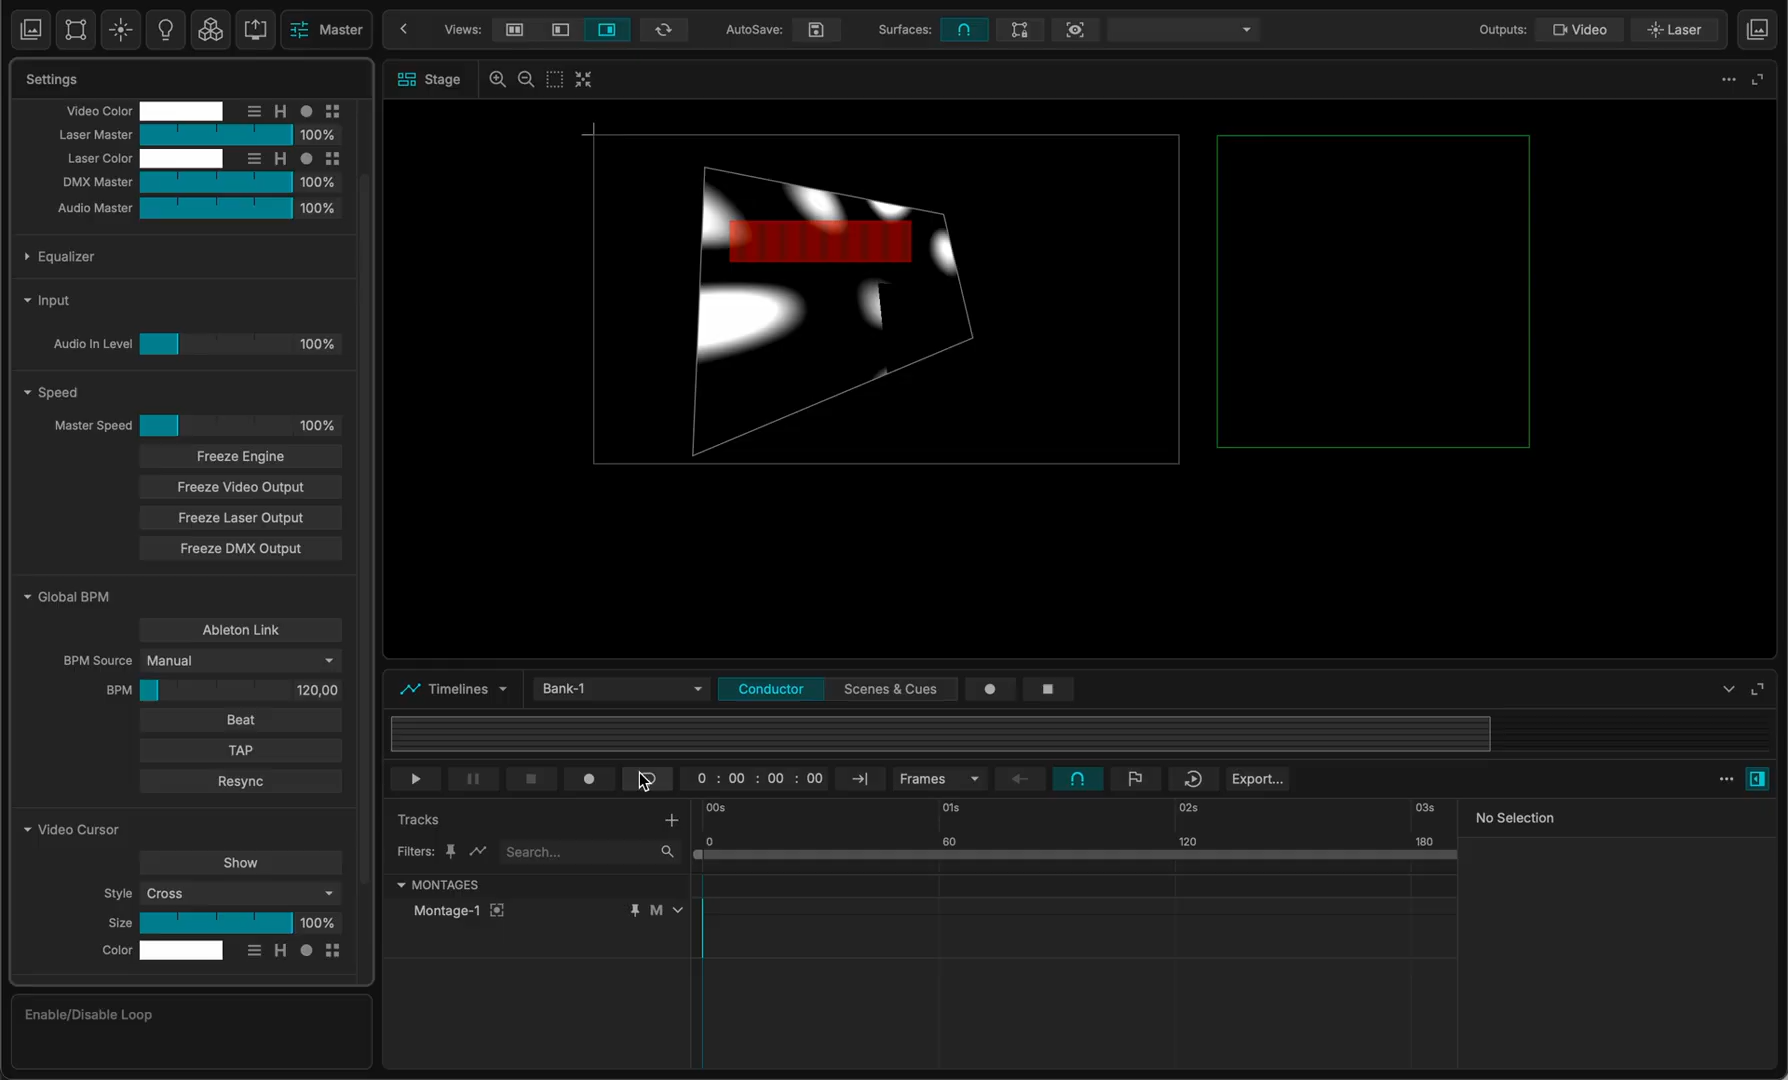 Master
Views:
AutoSave:
Surfaces:
Outputs:
Video
Laser
Settings
Stage
Video Color
H
Laser Master
100%
Laser Color
H
DMX Master
100%
Audio Master
100%
Equalizer
Input
Audio In Level
100%
Speed
Master Speed
100%
Freeze Engine
Freeze Video Output
Freeze Laser Output
Freeze DMX Output
Global BPM
Ableton Link
BPM Source
Manual
BPM
120,00
Beat
TAP
Resync
Video Cursor
Show
Style
Cross
Size
100%
Color
H
Enable/Disable Loop
Timelines
Bank-1
Conductor
Scenes & Cues
0 : 00 : 00 : 00
Frames
Export...
Tracks
00s
01s
02s
03s
No Selection
Filters:
Search...
0
60
120
180
MONTAGES
Montage-1
M